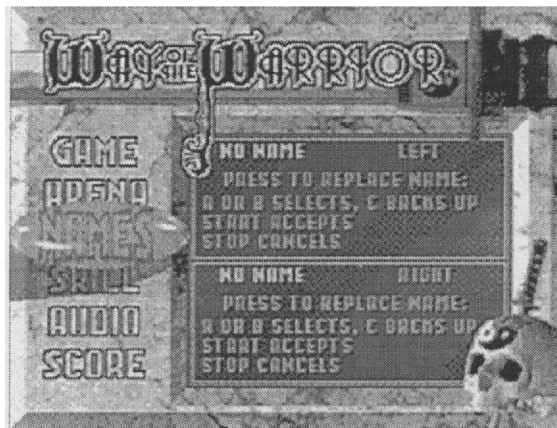 WAY OF THE WARRIOR
GAME
ARENA
NAMES
SKILL
AUDIO
SCORE
NO NAME LEFT
PRESS TO REPLACE NAME:
A OR B SELECTS, C BACKS UP
START ACCEPTS
STOP CANCELS
NO NAME RIGHT
PRESS TO REPLACE NAME:
A OR B SELECTS, C BACKS UP
START ACCEPTS
STOP CANCELS